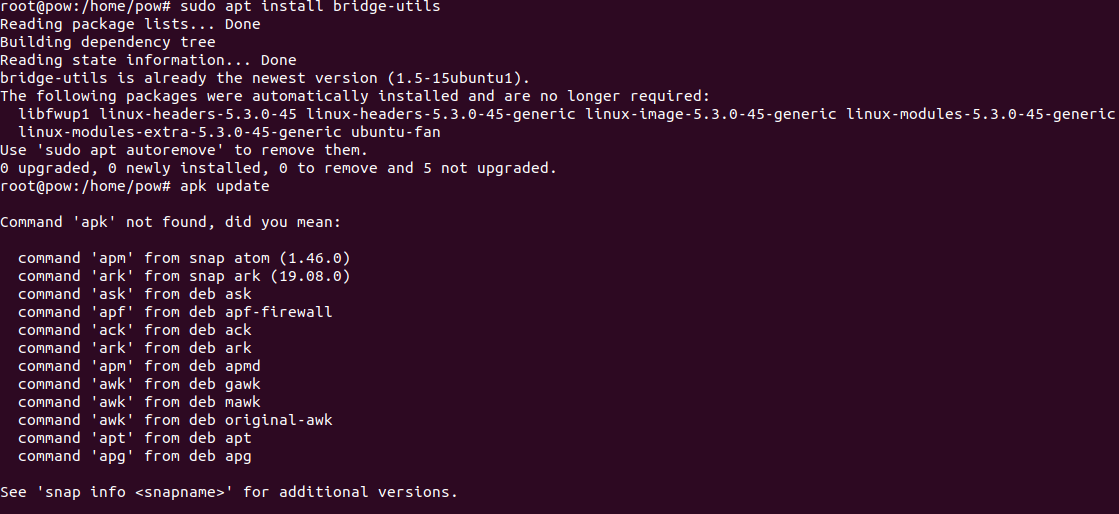 root@pow:/home/pow# sudo apt install bridge-utils
Reading package lists... Done
Building dependency tree
Reading state information... Done
bridge-utils is already the newest version (1.5-15ubuntu1).
The following packages were automatically installed and are no longer required:
  libfwup1 linux-headers-5.3.0-45 linux-headers-5.3.0-45-generic linux-image-5.3.0-45-generic linux-modules-5.3.0-45-generic
  linux-modules-extra-5.3.0-45-generic ubuntu-fan
Use 'sudo apt autoremove' to remove them.
0 upgraded, 0 newly installed, 0 to remove and 5 not upgraded.
root@pow:/home/pow# apk update
Command 'apk' not found, did you mean:
  command 'apm' from snap atom (1.46.0)
  command 'ark' from snap ark (19.08.0)
  command 'ask' from deb ask
  command 'apf' from deb apf-firewall
  command 'ack' from deb ack
  command 'ark' from deb ark
  command 'apm' from deb apmd
  command 'awk' from deb gawk
  command 'awk' from deb mawk
  command 'awk' from deb original-awk
  command 'apt' from deb apt
  command 'apg' from deb apg
See 'snap info <snapname>' for additional versions.